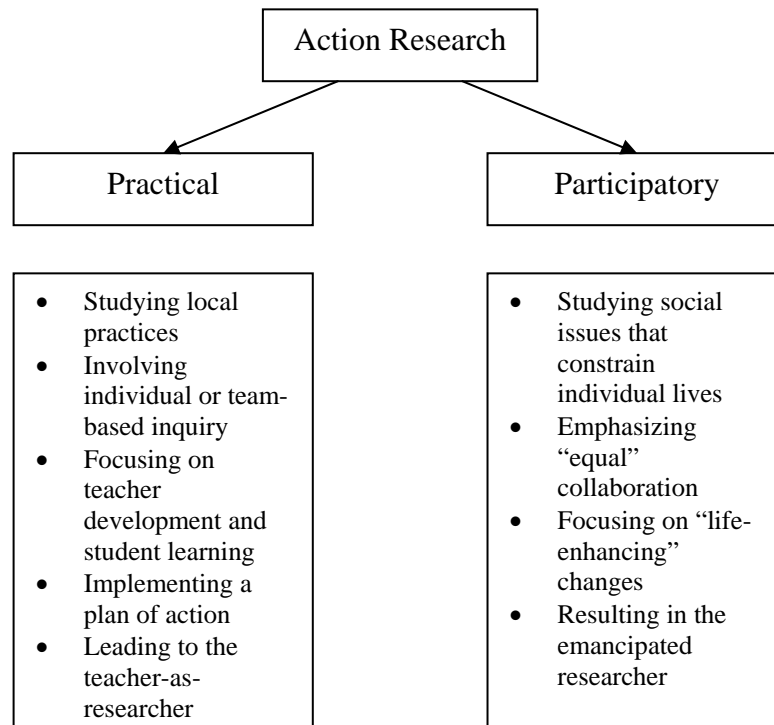 Action Research
Practical
Participatory
• Studying local
practices
• Involving
individual or team-
based inquiry
• Focusing on
teacher
development and
student learning
• Implementing a
plan of action
• Leading to the
teacher-as-
researcher
• Studying social
issues that
constrain
individual lives
• Emphasizing
“equal”
collaboration
• Focusing on “life-
enhancing”
changes
• Resulting in the
emancipated
researcher